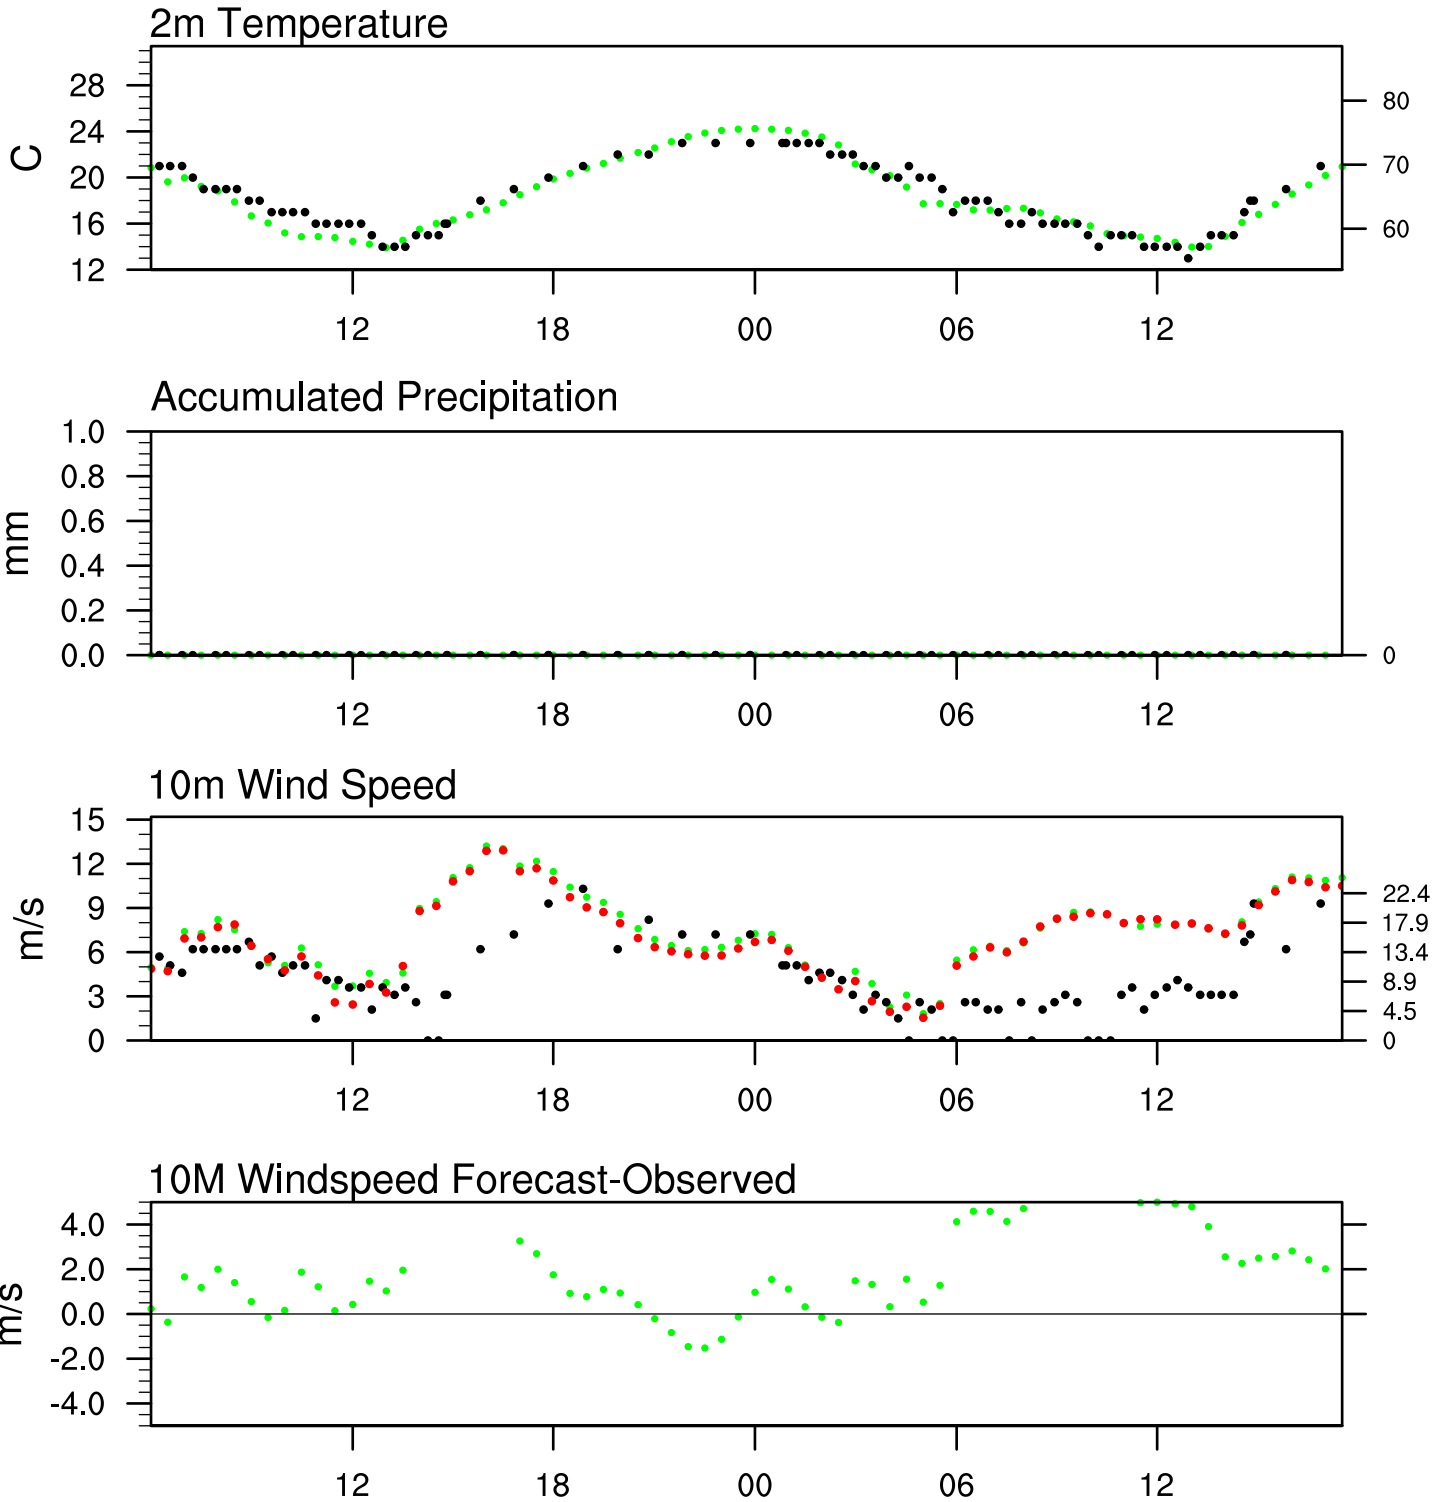 2m Temperature
28
24
20
16
12
C
80
70
60
12 18 00 06 12
Accumulated Precipitation
1.0
0.8
0.6
0.4
0.2
0.0
mm
0
12 18 00 06 12
10m Wind Speed
15
12
9
6
3
0
m/s
22.4
17.9
13.4
8.9
4.5
0
12 18 00 06 12
10M Windspeed Forecast-Observed
4.0
2.0
0.0
-2.0
-4.0
m/s
12 18 00 06 12